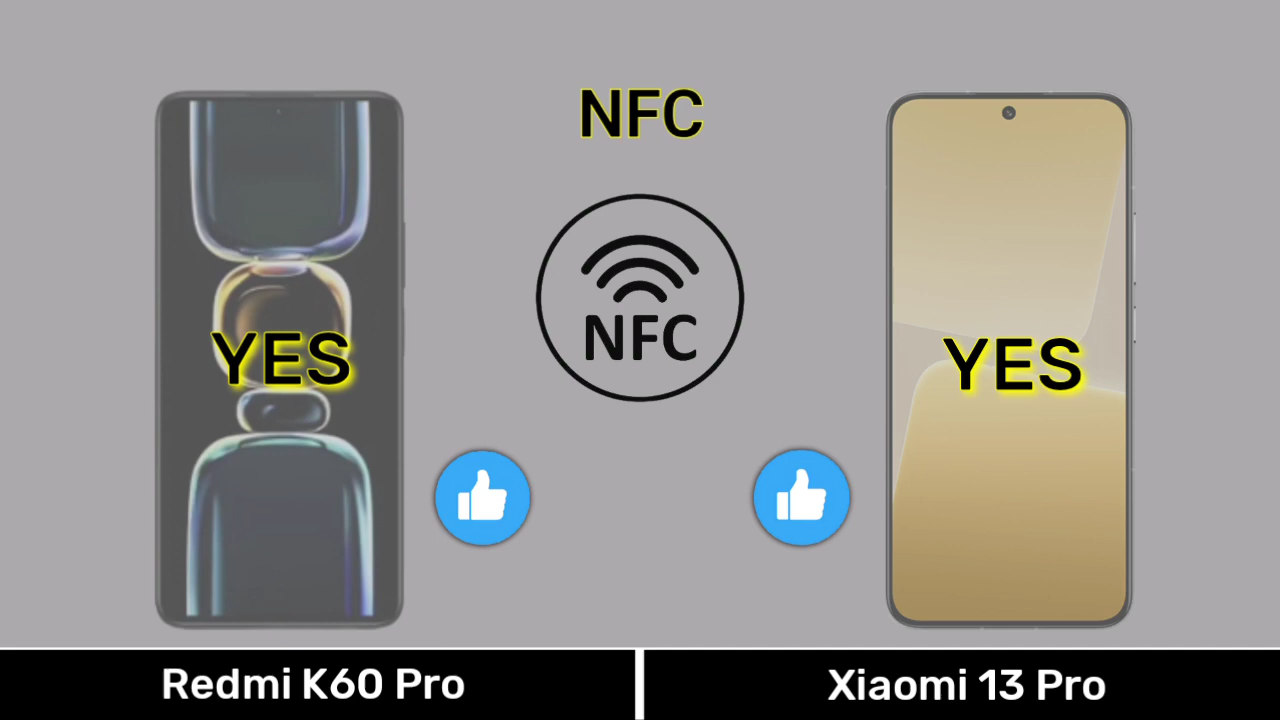 NFC
NFC
YES
YES
Redmi K60 Pro
Xiaomi 13 Pro